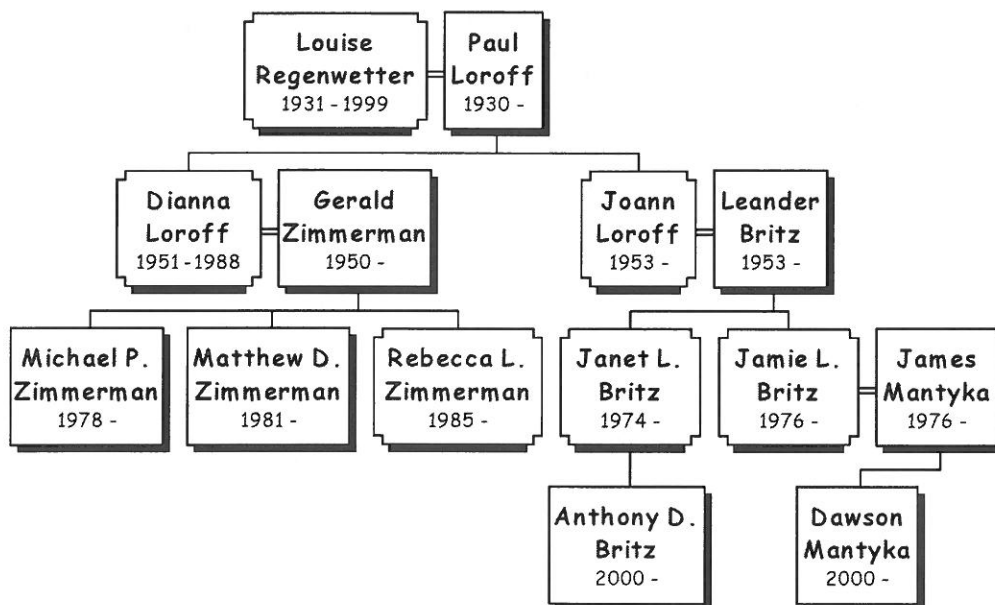 Louise
Regenwetter
1931 - 1999
Paul
Loroff
1930 -
Dianna
Loroff
1951 - 1988
Gerald
Zimmerman
1950 -
Joann
Loroff
1953 -
Leander
Britz
1953 -
Michael P.
Zimmerman
1978 -
Matthew D.
Zimmerman
1981 -
Rebecca L.
Zimmerman
1985 -
Janet L.
Britz
1974 -
Jamie L.
Britz
1976 -
James
Mantyka
1976 -
Anthony D.
Britz
2000 -
Dawson
Mantyka
2000 -